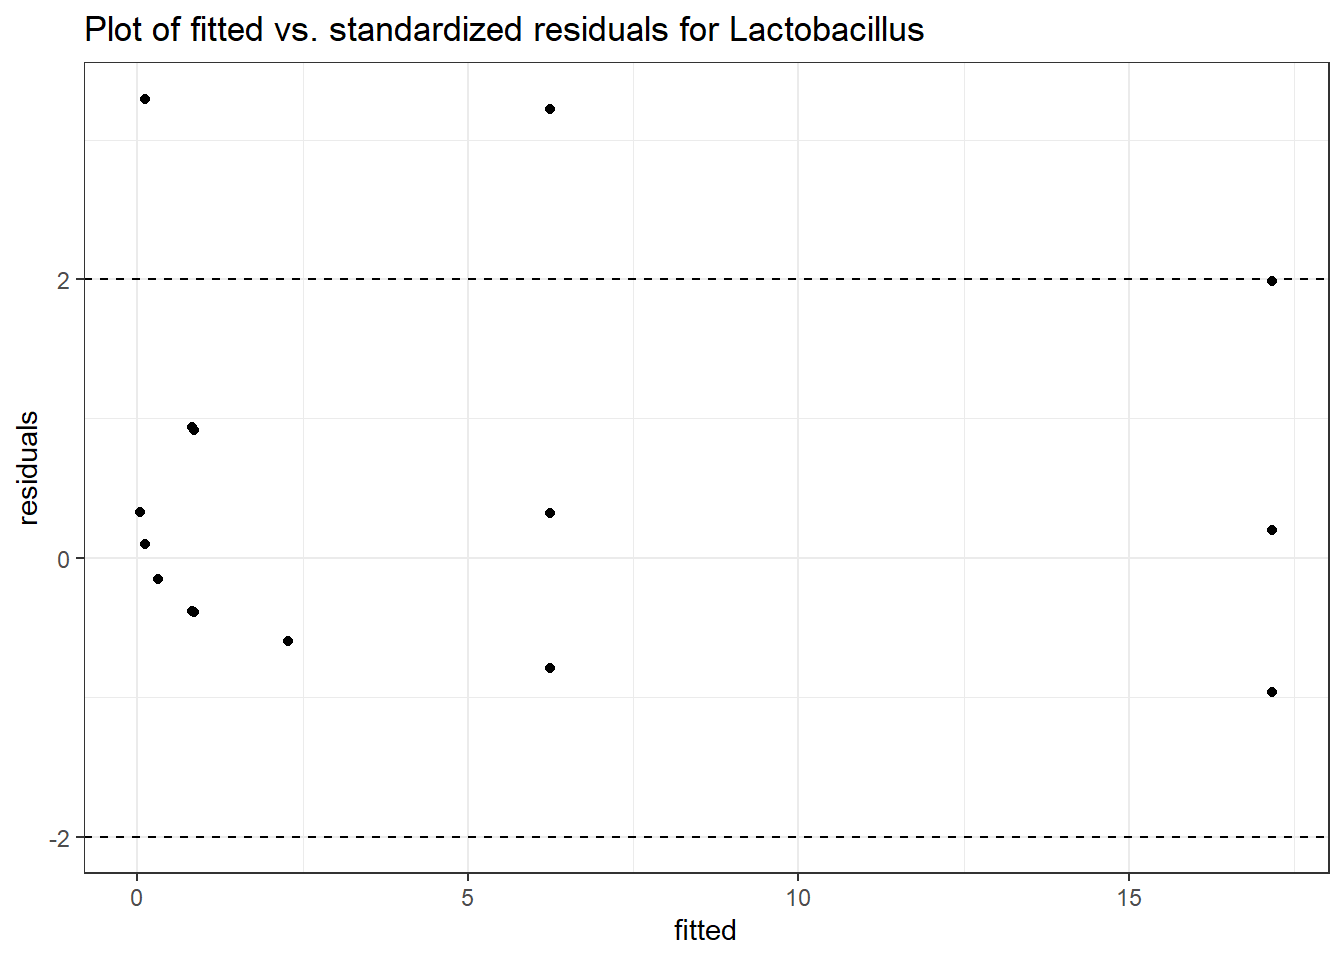 Plot of fitted vs. standardized residuals for Lactobacillus
residuals
2
0
-2
0 5 10 15
fitted